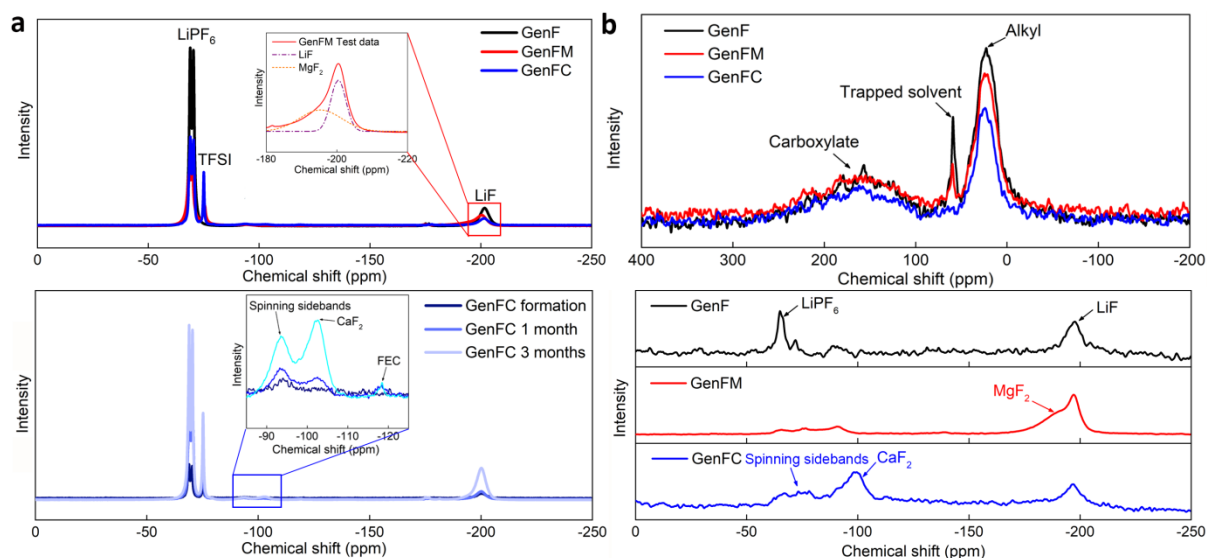 a
LiPF6
GenF
GenFM
GenFC
GenFM Test data
LiF
MgF2
Intensity
-180 -200 -220
Chemical shift (ppm)
TFSI
LiF
Intensity
0 -50 -100 -150 -200 -250
Chemical shift (ppm)
GenFC formation
GenFC 1 month
GenFC 3 months
Spinning sidebands
CaF2
FEC
Intensity
-90 -100 -110 -120
Chemical shift (ppm)
Intensity
0 -50 -100 -150 -200 -250
Chemical shift (ppm)
b
GenF
GenFM
GenFC
Alkyl
Trapped solvent
Carboxylate
Intensity
400 300 200 100 0 -100 -200
Chemical shift (ppm)
GenF
LiPF6
LiF
GenFM
MgF2
GenFC
Spinning sidebands
CaF2
Intensity
0 -50 -100 -150 -200 -250
Chemical shift (ppm)